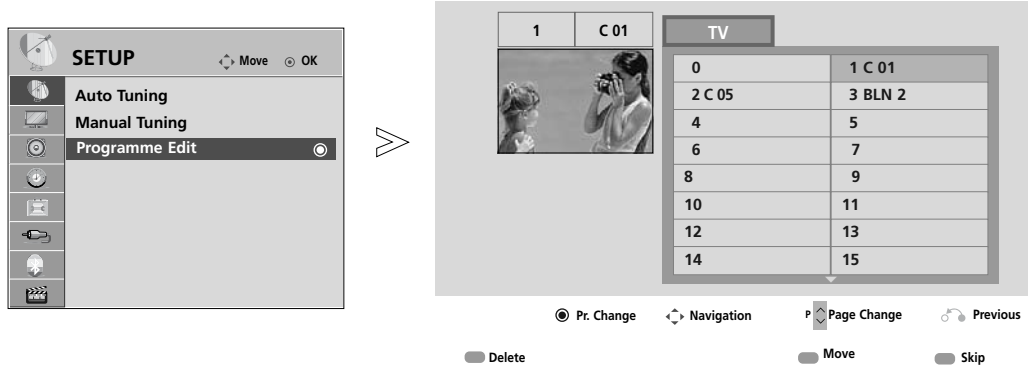 SETUP
Move OK
Auto Tuning
Manual Tuning
Programme Edit
1 C 01
TV
0 1 C 01
2 C 05 3 BLN 2
4 5
6 7
8 9
10 11
12 13
14 15
Pr. Change Navigation P Page Change Previous
Delete Move Skip